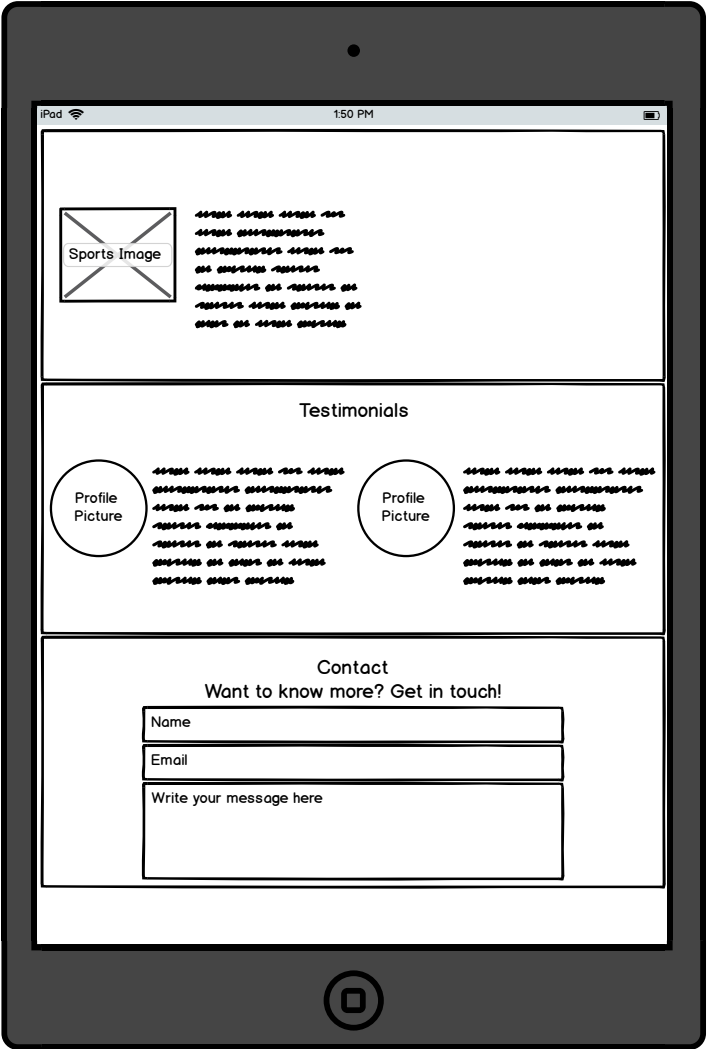 iPad
1:50 PM
Sports Image
Testimonials
Profile
Picture
Profile
Picture
Contact
Want to know more? Get in touch!
Name
Email
Write your message here